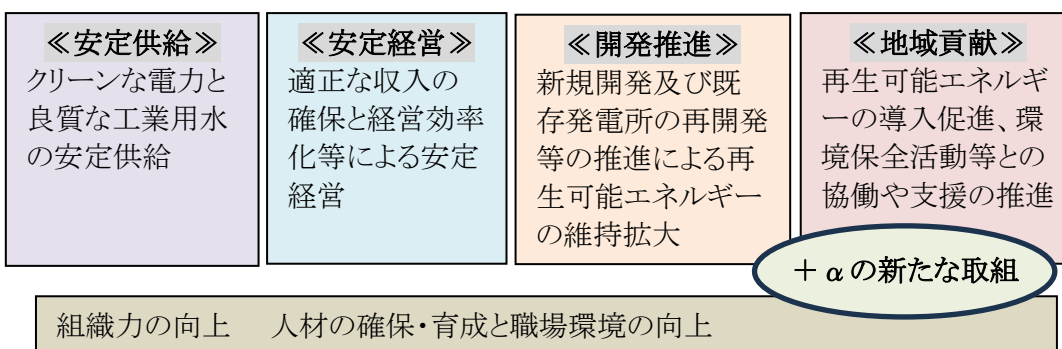 ≪安定供給≫
クリーンな電力と
良質な工業用水
の安定供給
≪安定経営≫
適正な収入の
確保と経営効率
化等による安定
経営
≪開発推進≫
新規開発及び既
存発電所の再開発
等の推進による再
生可能エネルギー
の維持拡大
≪地域貢献≫
再生可能エネルギ
ーの導入促進、環
境保全活動等との
協働や支援の推進
+αの新たな取組
組織力の向上　人材の確保・育成と職場環境の向上